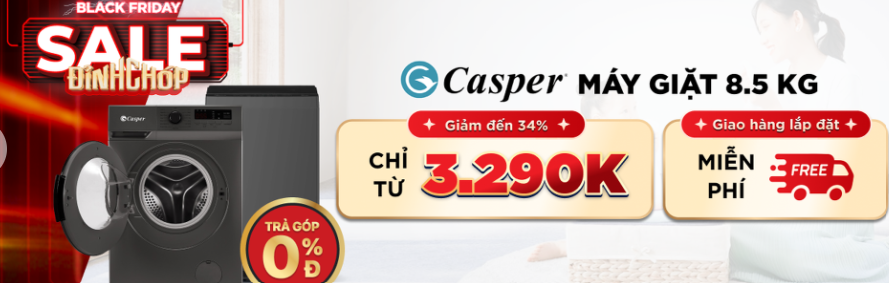 BLACK FRIDAY
SALE
ĐỈNH CHÓP
Casper
TRẢ GÓP
0%
Đ
Casper MÁY GIẶT 8.5 KG
Giảm đến 34%
CHỈ TỪ 3.290K
Giao hàng lắp đặt
MIỄN PHÍ
FREE